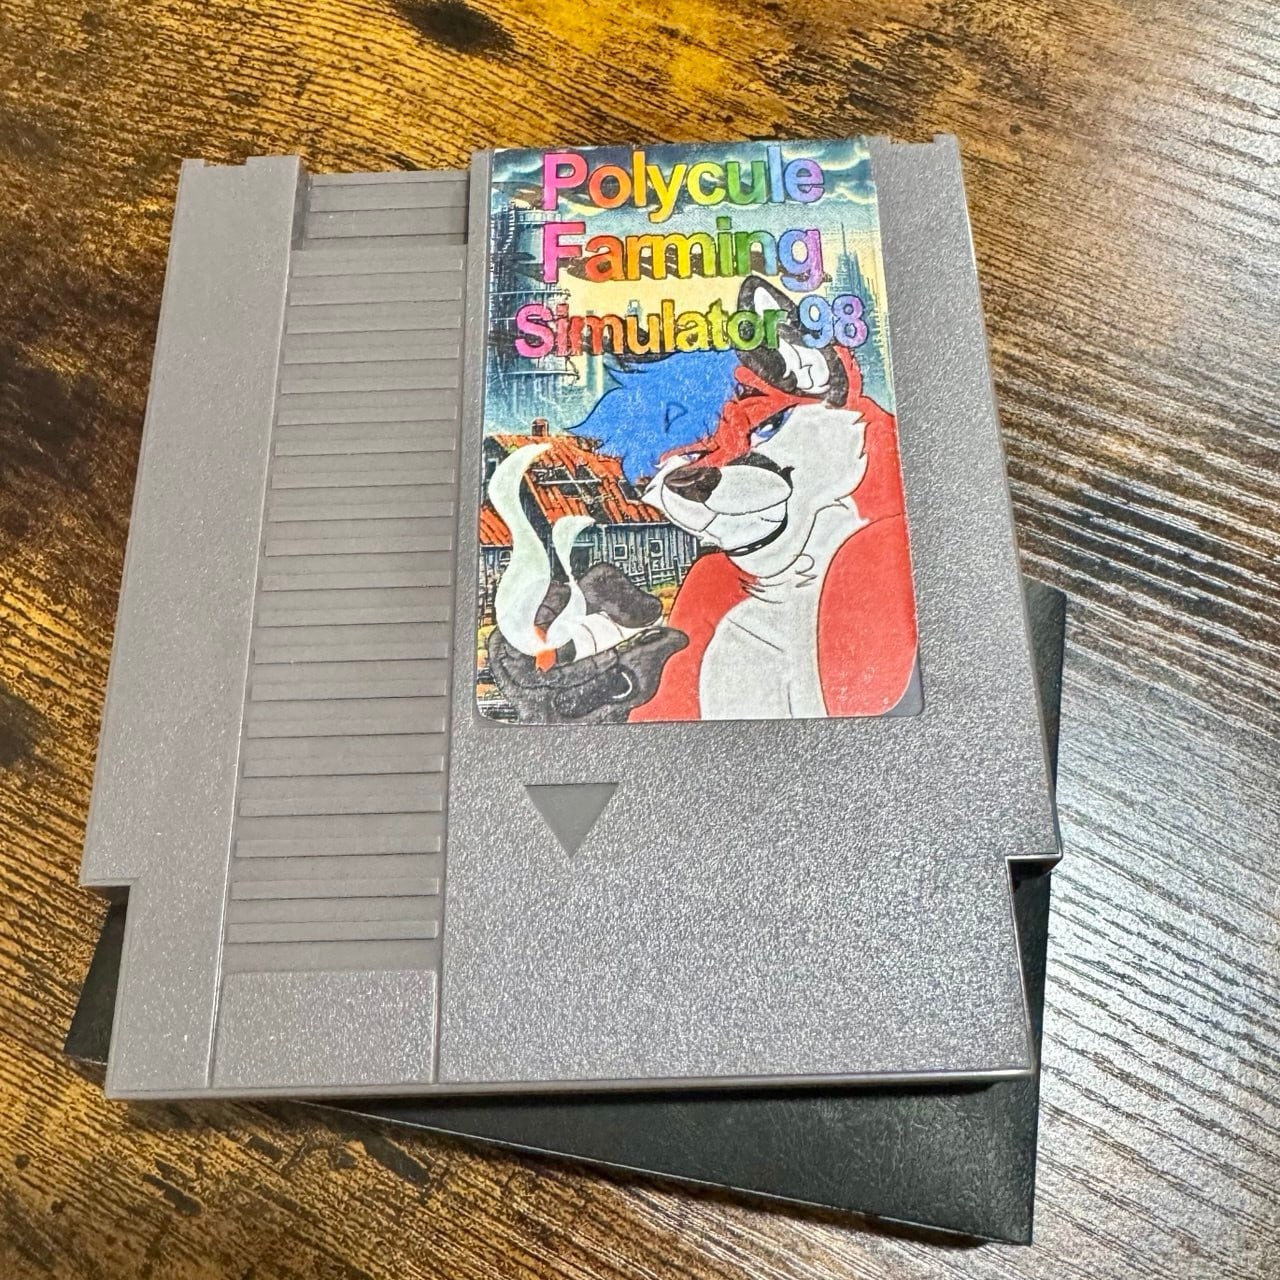 Polycule
Farming
Simulator 98